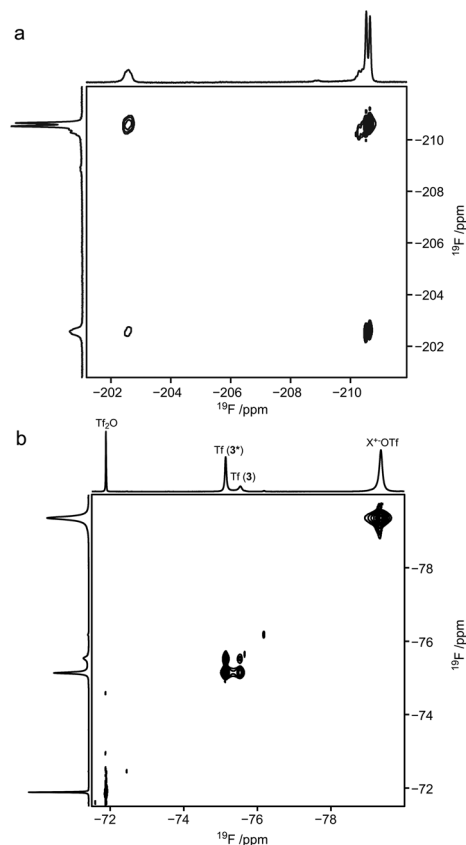 a
−210
−208
−206
−204
−202
¹⁹F /ppm
−202 −204 −206 −208 −210
¹⁹F /ppm
b
Tf₂O
Tf (3*)
Tf (3)
X⁺⁻OTf
−78
−76
−74
−72
¹⁹F /ppm
−72 −74 −76 −78
¹⁹F /ppm